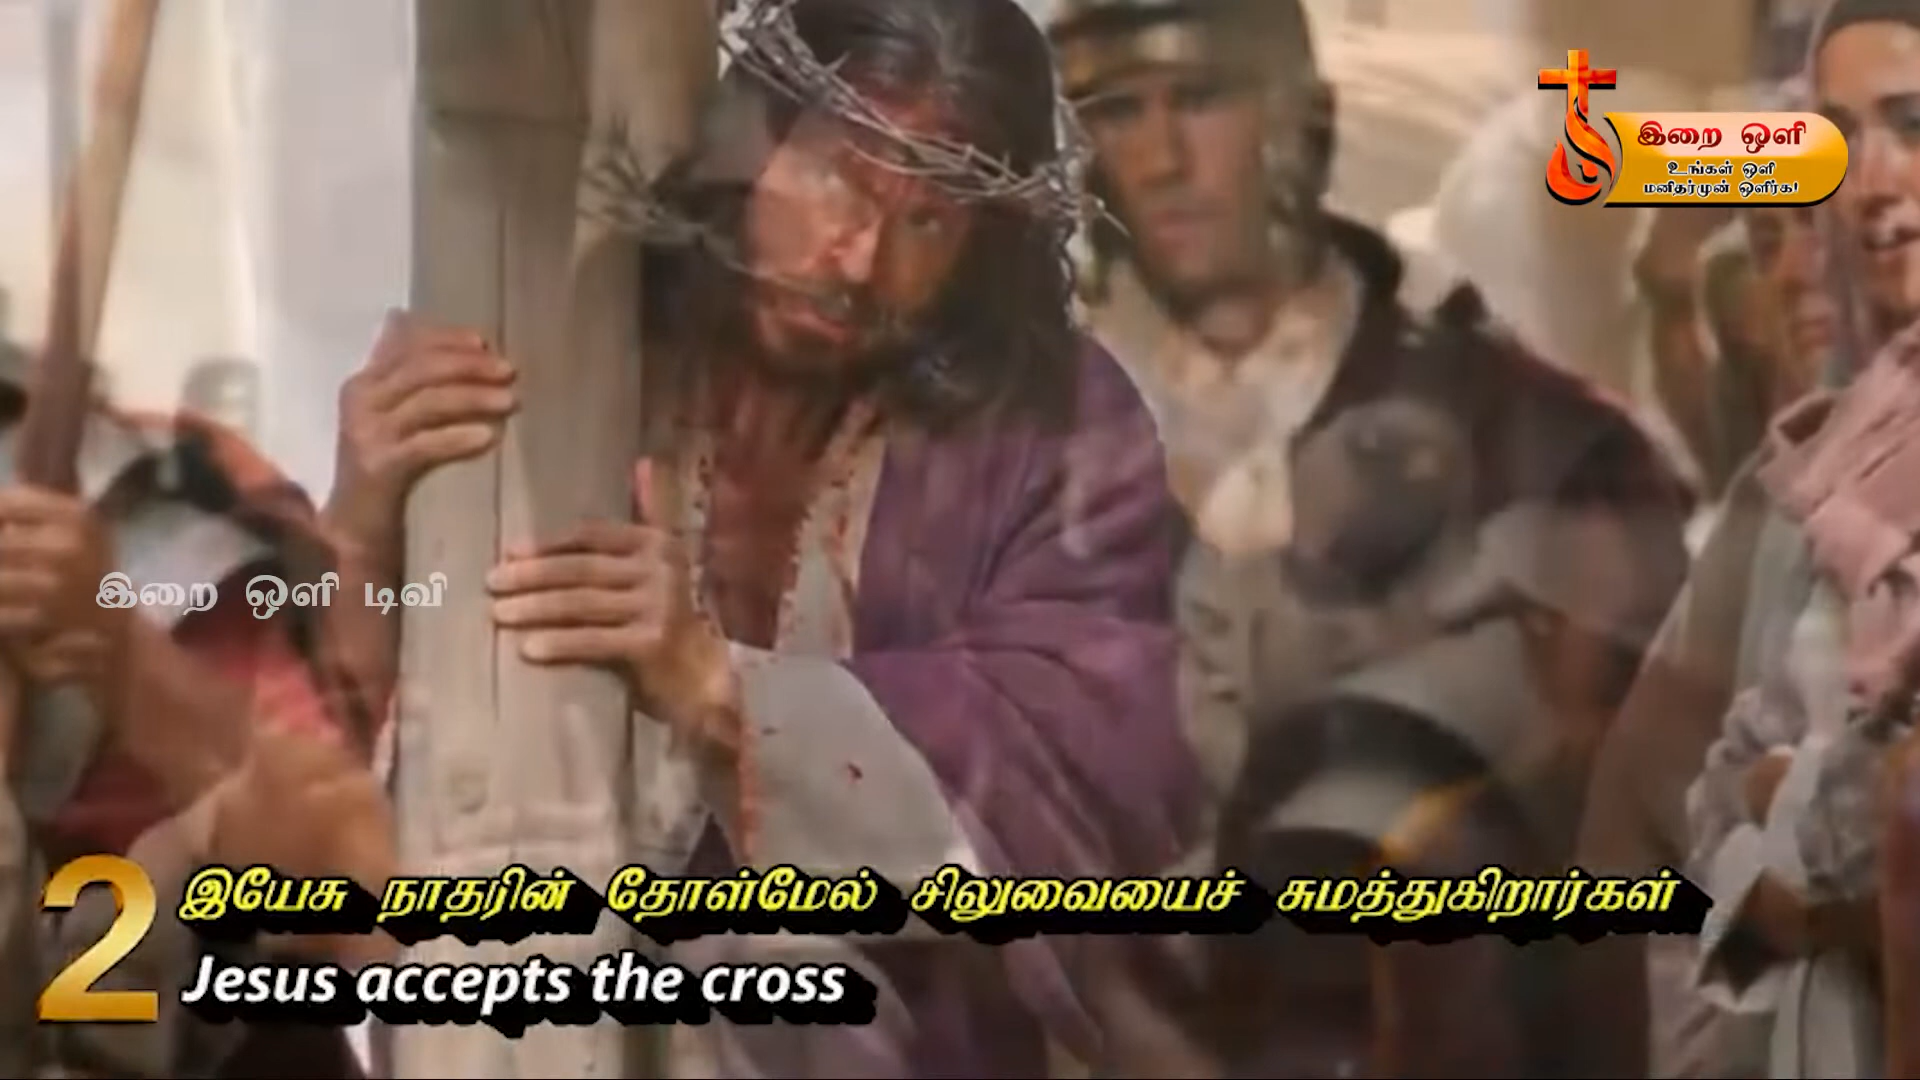 இறை ஒளி
உங்கள் ஒளி
மனிதர்முன் ஒளிர்க!
இறை ஒளி டிவி
2
இயேசு நாதரின் தோள்மேல் சிலுவையைச் சுமத்துகிறார்கள்
Jesus accepts the cross